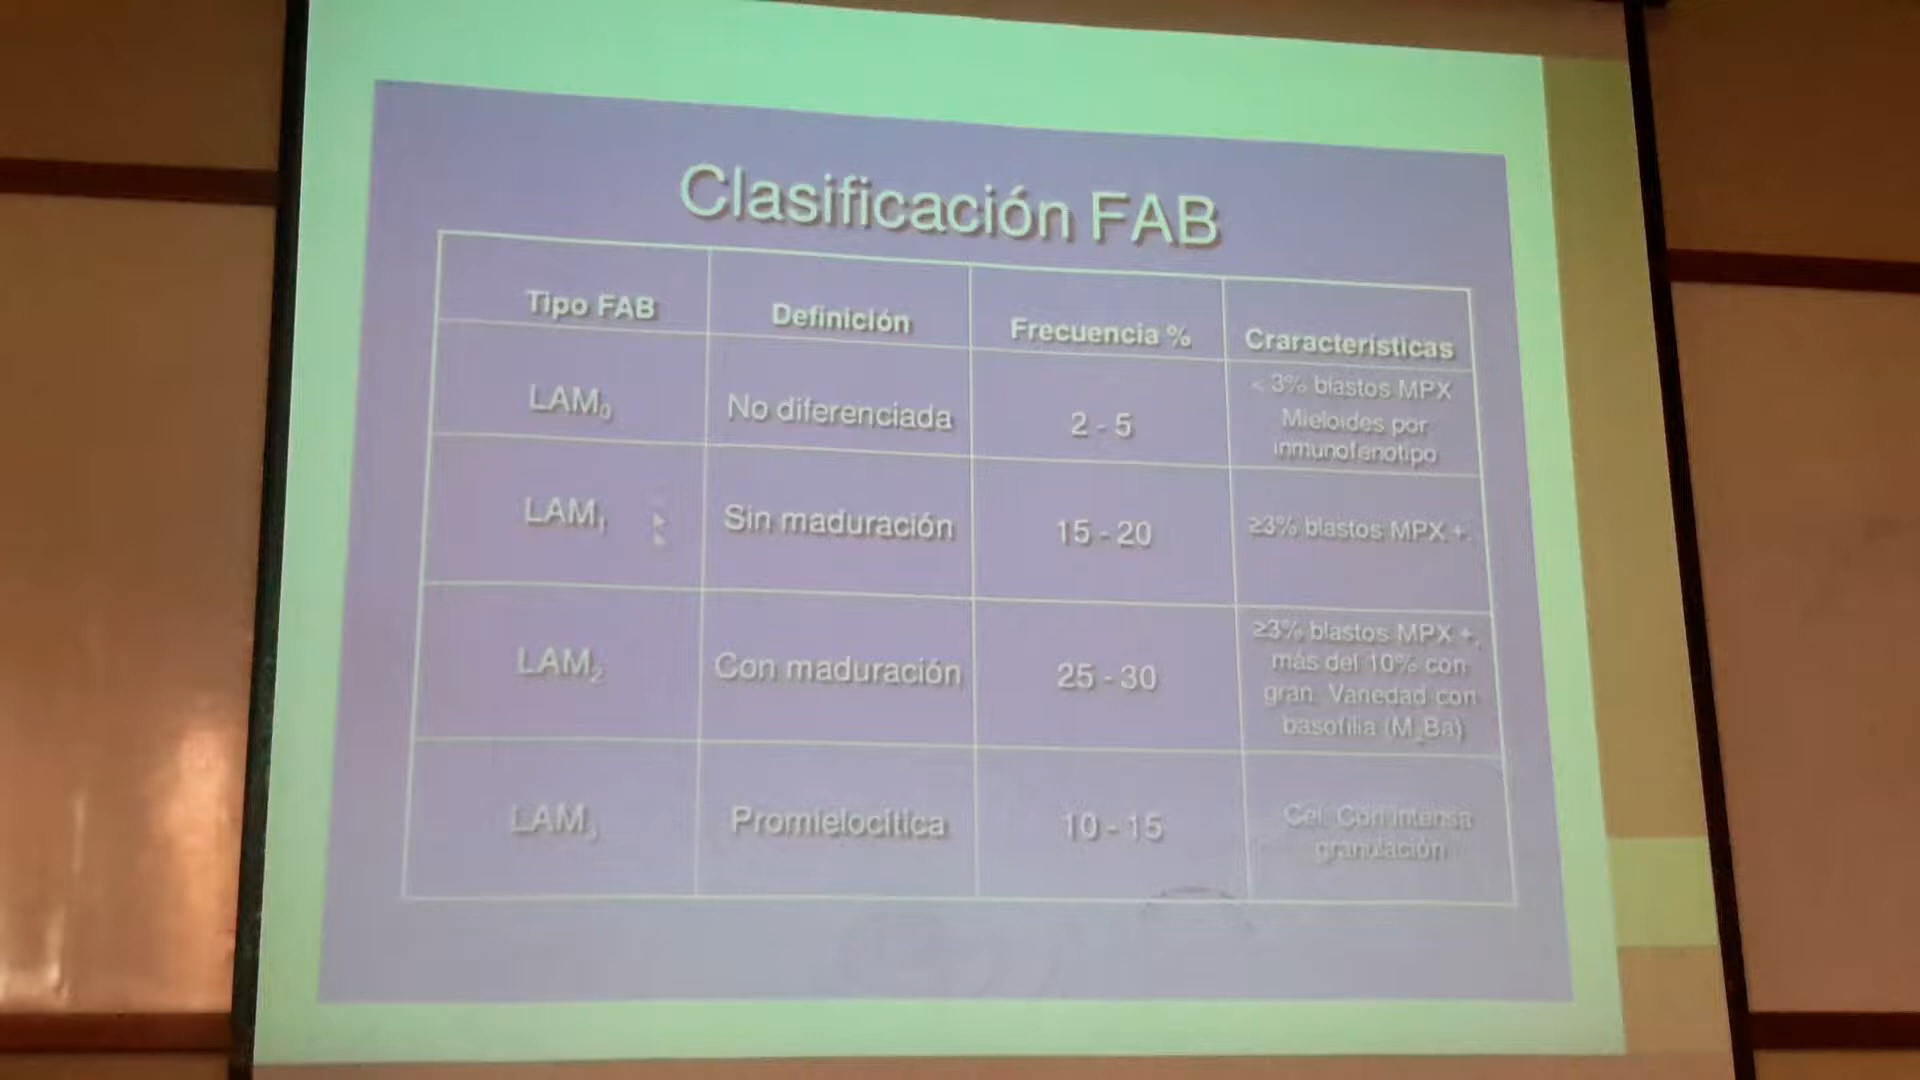 Clasificación FAB
Tipo FAB
Definición
Frecuencia %
Craracterísticas
LAM₀
No diferenciada
2 - 5
< 3% blastos MPX
Mieloides por
inmunofenotipo
LAM₁
Sin maduración
15 - 20
≥3% blastos MPX +.
LAM₂
Con maduración
25 - 30
≥3% blastos MPX +,
más del 10% con
gran. Variedad con
basofilia (M₂Ba)
LAM₃
Promielocítica
10 - 15
Cel. Con intensa
granulación